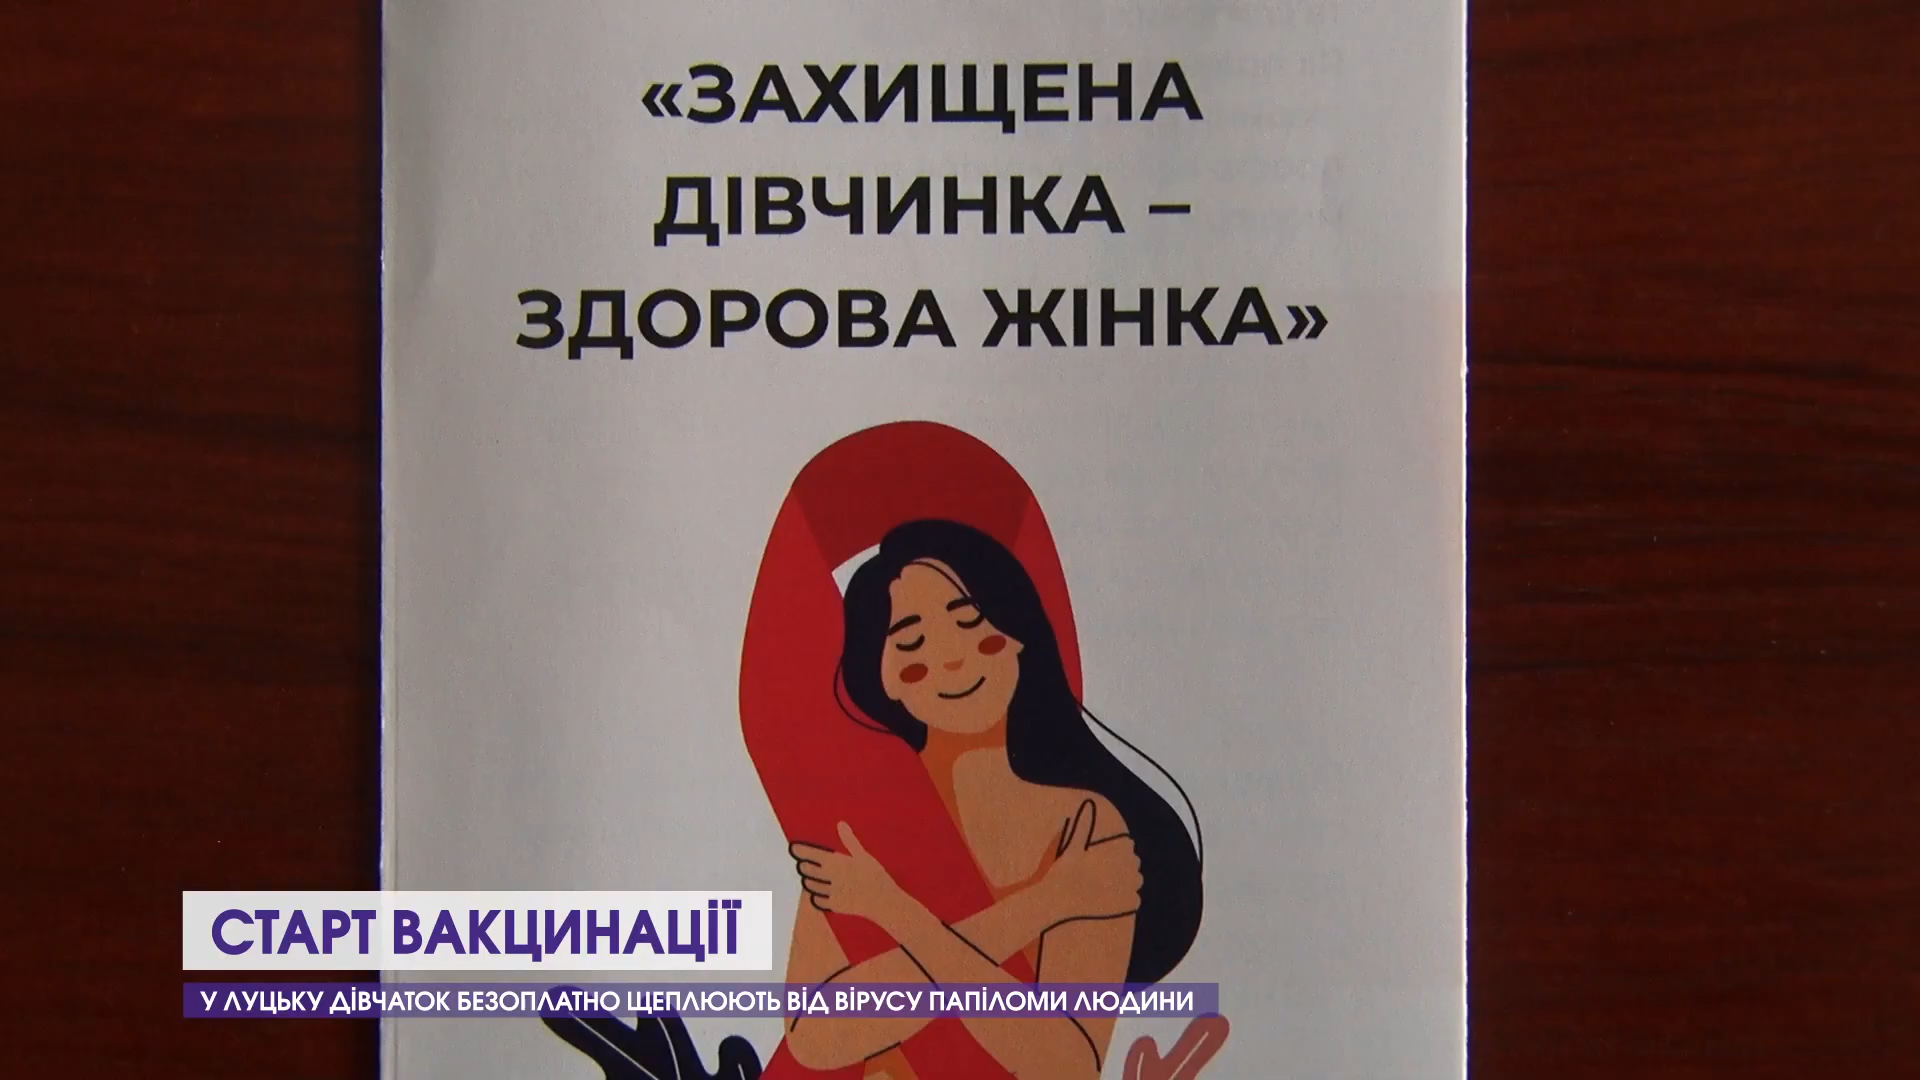 «ЗАХИЩЕНА
ДІВЧИНКА –
ЗДОРОВА ЖІНКА»
СТАРТ ВАКЦИНАЦІЇ
У ЛУЦЬКУ ДІВЧАТОК БЕЗОПЛАТНО ЩЕПЛЮЮТЬ ВІД ВІРУСУ ПАПІЛОМИ ЛЮДИНИ